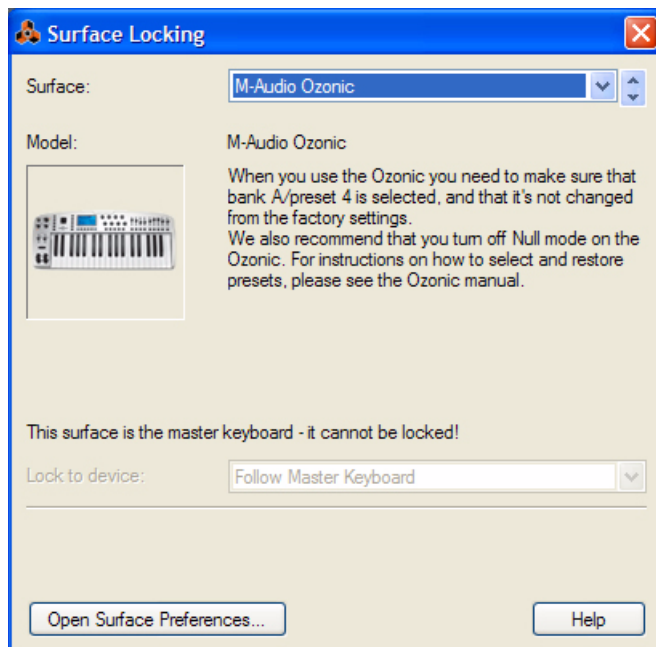 Surface Locking
Surface:
M-Audio Ozonic
Model:
M-Audio Ozonic
When you use the Ozonic you need to make sure that
bank A/preset 4 is selected, and that it's not changed
from the factory settings.
We also recommend that you turn off Null mode on the
Ozonic. For instructions on how to select and restore
presets, please see the Ozonic manual.
This surface is the master keyboard - it cannot be locked!
Lock to device:
Follow Master Keyboard
Open Surface Preferences...
Help